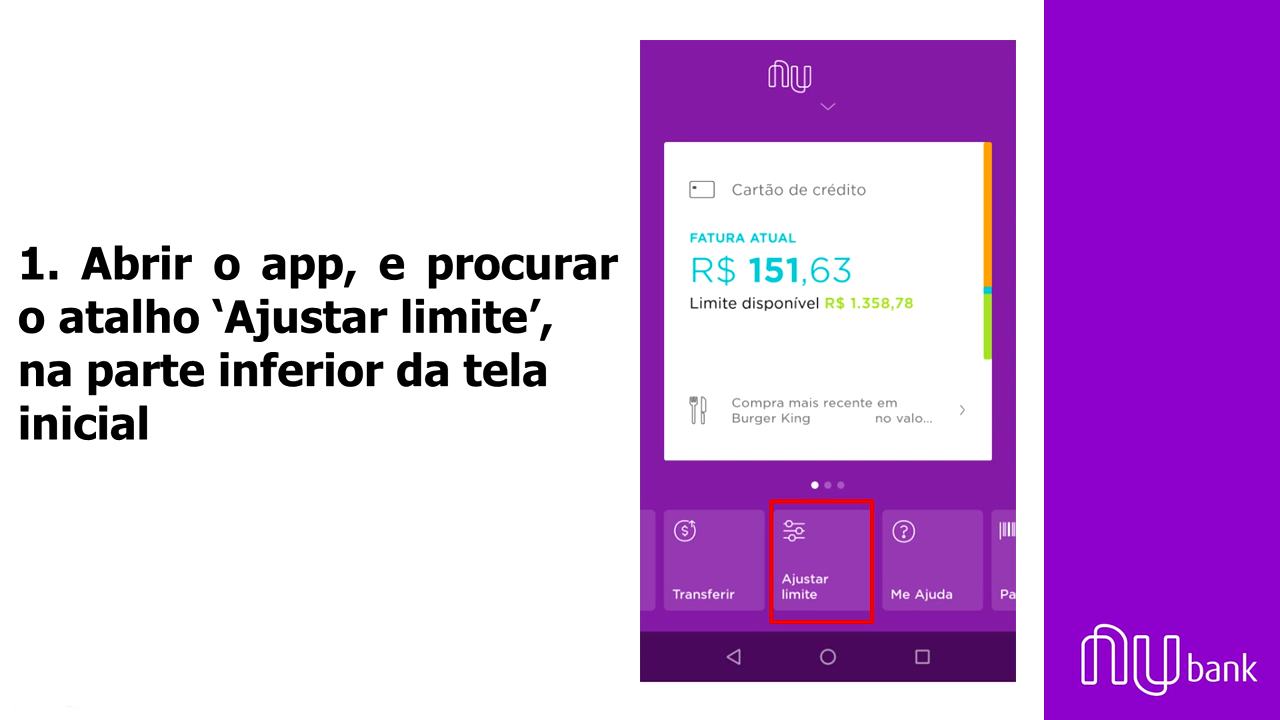 1. Abrir o app, e procurar
o atalho ‘Ajustar limite’,
na parte inferior da tela
inicial
nu
Cartão de crédito
FATURA ATUAL
R$ 151,63
Limite disponível R$ 1.358,78
Compra mais recente em
Burger King no valo...
Transferir
Ajustar
limite
Me Ajuda
Pa
nubank